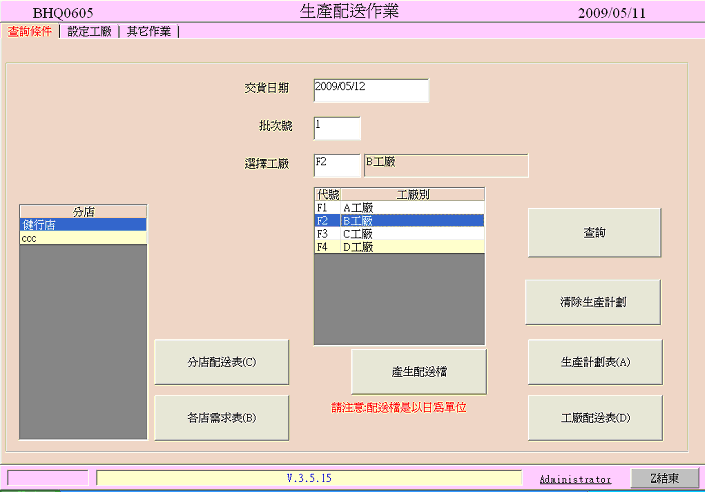 BHQ0605 生產配送作業 2009/05/11
查詢條件 設定工廠 其它作業
交貨日期 2009/05/12
批次號 1
選擇工廠 F2 B工廠
代號 工廠別
F1 A工廠
F2 B工廠
F3 C工廠
F4 D工廠
分店
健行店
ccc
查詢
清除生產計劃
分店配送表(C)
產生配送檔
生產計劃表(A)
請注意:配送檔是以日為單位
各店需求表(B)
工廠配送表(D)
V.3.5.15
Administrator
Z結束